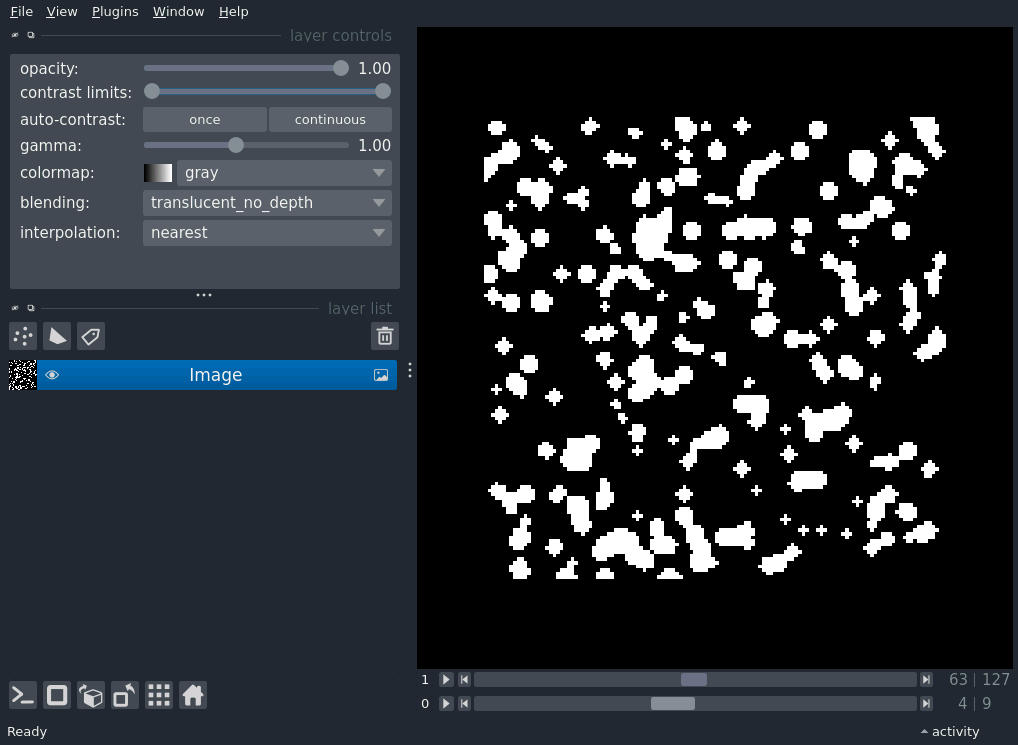 File View Plugins Window Help
layer controls
opacity: 1.00
contrast limits:
auto-contrast: once continuous
gamma: 1.00
colormap: gray
blending: translucent_no_depth
interpolation: nearest
layer list
Image
1 63 | 127
0 4 | 9
Ready activity